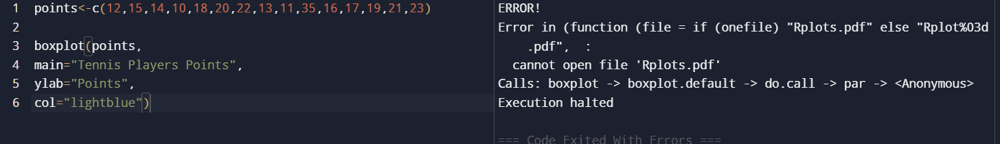 1 points<-c(12,15,14,10,18,20,22,13,11,35,16,17,19,21,23)
2
3 boxplot(points,
4 main="Tennis Players Points",
5 ylab="Points",
6 col="lightblue")
ERROR!
Error in (function (file = if (onefile) "Rplots.pdf" else "Rplot%03d
.pdf",  :
cannot open file 'Rplots.pdf'
Calls: boxplot -> boxplot.default -> do.call -> par -> <Anonymous>
Execution halted
=== Code Exited With Errors ===